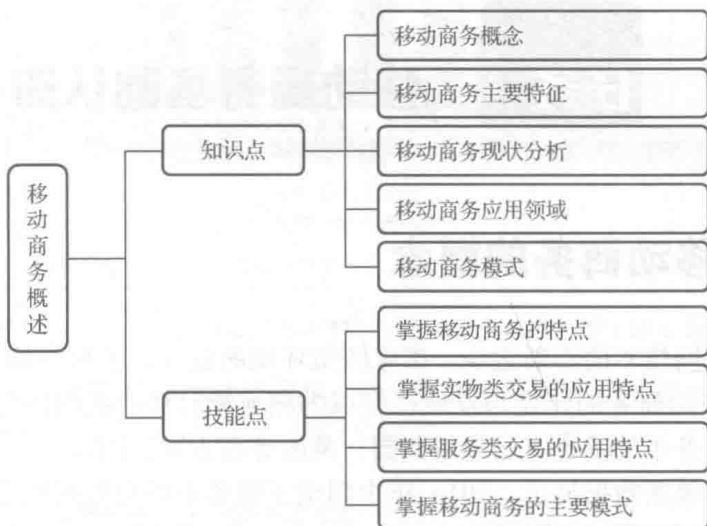 移动商务概述
知识点
移动商务概念
移动商务主要特征
移动商务现状分析
移动商务应用领域
移动商务模式
技能点
掌握移动商务的特点
掌握实物类交易的应用特点
掌握服务类交易的应用特点
掌握移动商务的主要模式